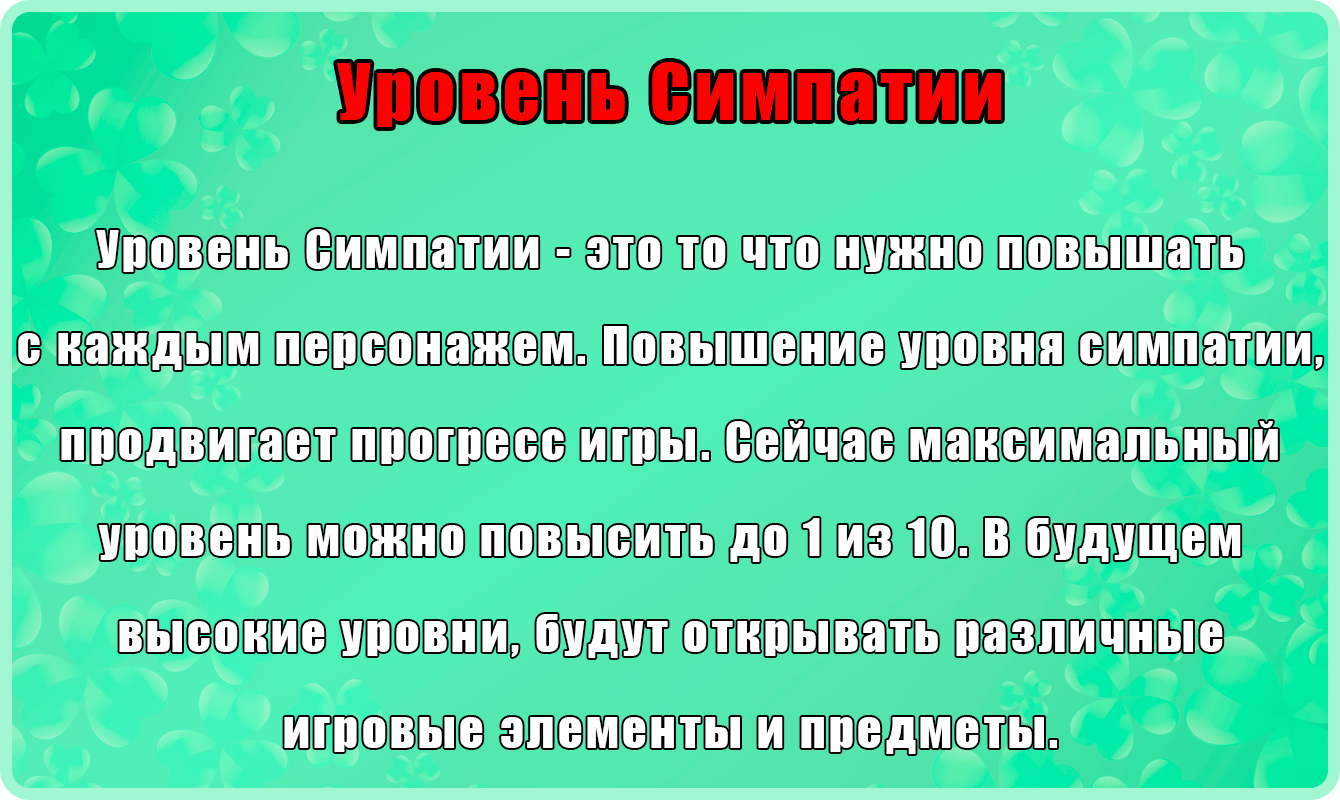 Уровень Симпатии
Уровень Симпатии - это то что нужно повышать
с каждым персонажем. Повышение уровня симпатии,
продвигает прогресс игры. Сейчас максимальный
уровень можно повысить до 1 из 10. В будущем
высокие уровни, будут открывать различные
игровые элементы и предметы.